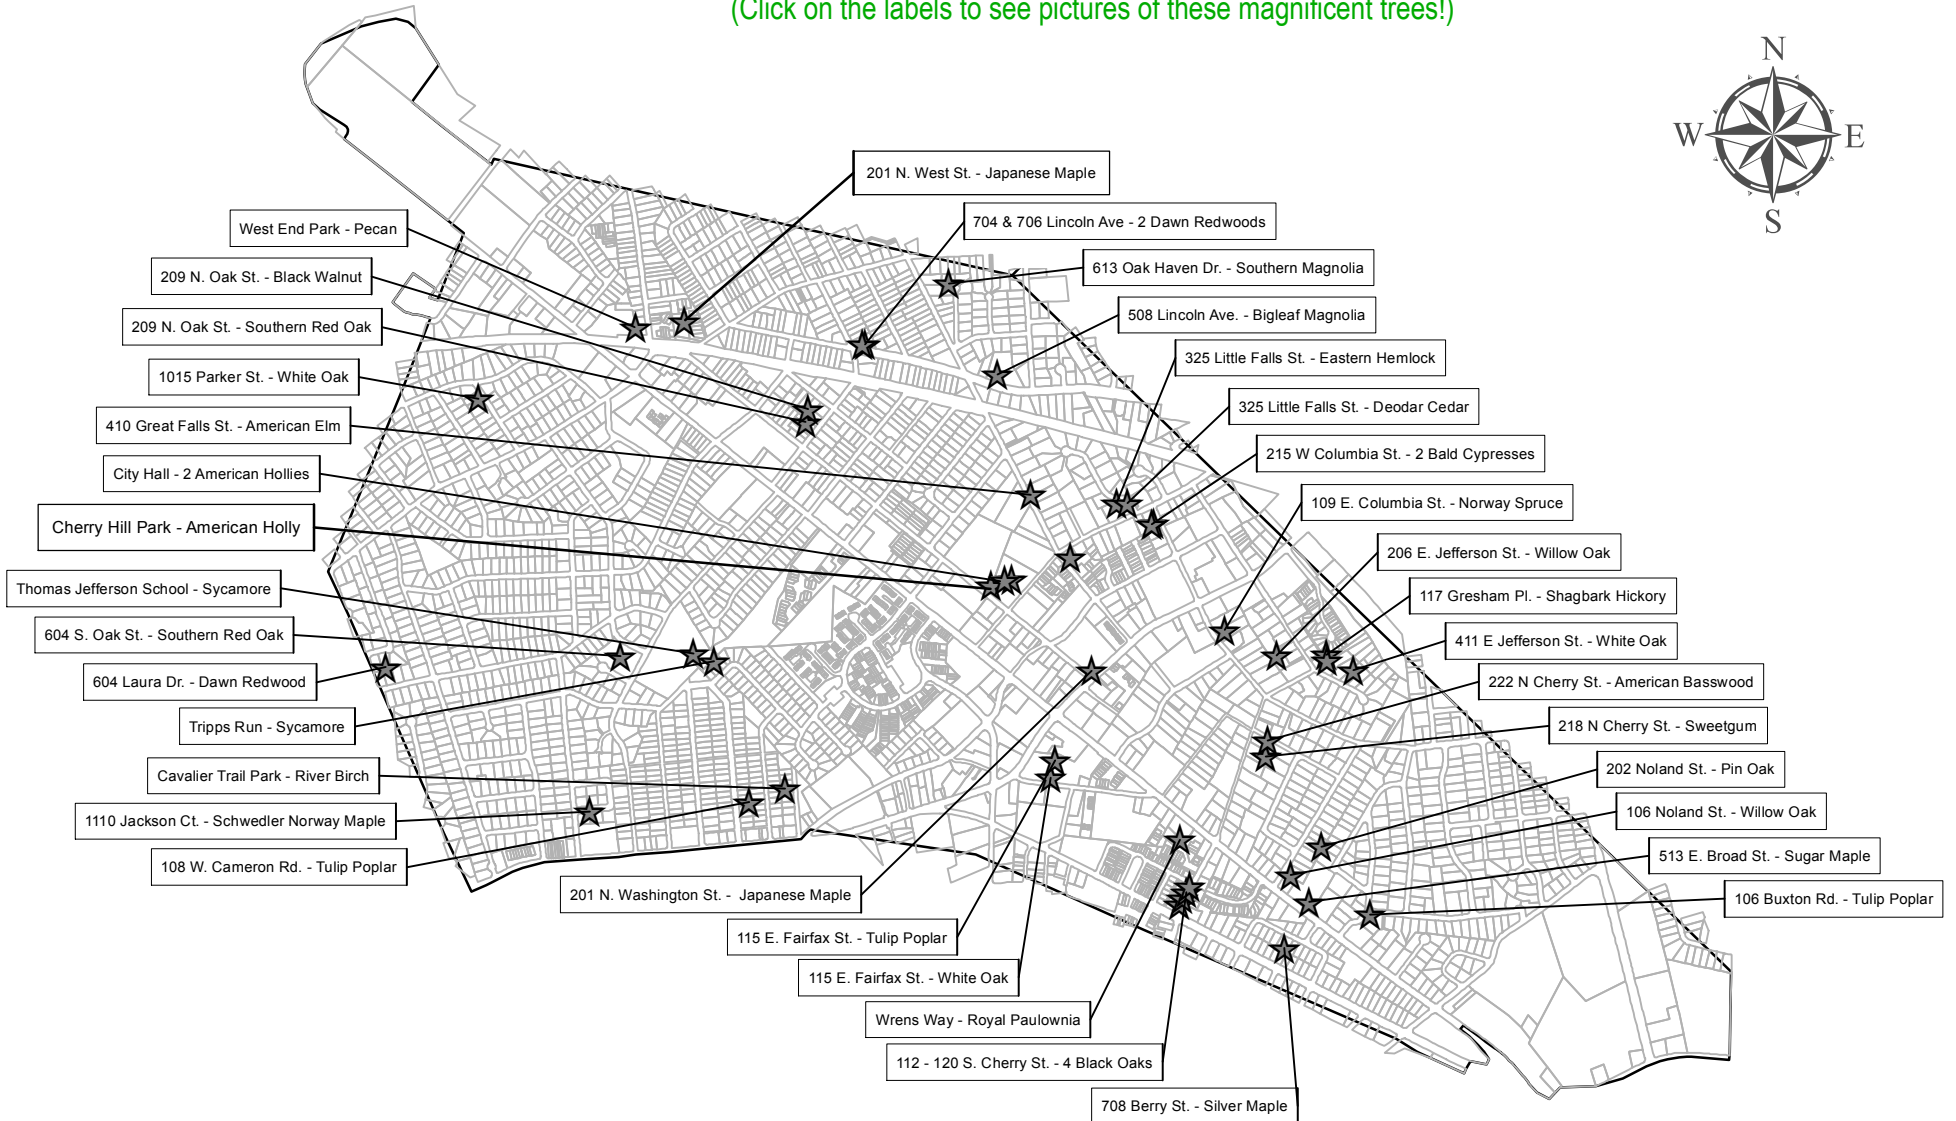 (Click on the labels to see pictures of these magnificent trees!)
N
W
E
S
201 N. West St. - Japanese Maple
704 & 706 Lincoln Ave - 2 Dawn Redwoods
613 Oak Haven Dr. - Southern Magnolia
508 Lincoln Ave. - Bigleaf Magnolia
325 Little Falls St. - Eastern Hemlock
325 Little Falls St. - Deodar Cedar
215 W Columbia St. - 2 Bald Cypresses
109 E. Columbia St. - Norway Spruce
206 E. Jefferson St. - Willow Oak
117 Gresham Pl. - Shagbark Hickory
411 E Jefferson St. - White Oak
222 N Cherry St. - American Basswood
218 N Cherry St. - Sweetgum
202 Noland St. - Pin Oak
106 Noland St. - Willow Oak
513 E. Broad St. - Sugar Maple
106 Buxton Rd. - Tulip Poplar
West End Park - Pecan
209 N. Oak St. - Black Walnut
209 N. Oak St. - Southern Red Oak
1015 Parker St. - White Oak
410 Great Falls St. - American Elm
City Hall - 2 American Hollies
Cherry Hill Park - American Holly
Thomas Jefferson School - Sycamore
604 S. Oak St. - Southern Red Oak
604 Laura Dr. - Dawn Redwood
Tripps Run - Sycamore
Cavalier Trail Park - River Birch
1110 Jackson Ct. - Schwedler Norway Maple
108 W. Cameron Rd. - Tulip Poplar
201 N. Washington St. - Japanese Maple
115 E. Fairfax St. - Tulip Poplar
115 E. Fairfax St. - White Oak
Wrens Way - Royal Paulownia
112 - 120 S. Cherry St. - 4 Black Oaks
708 Berry St. - Silver Maple